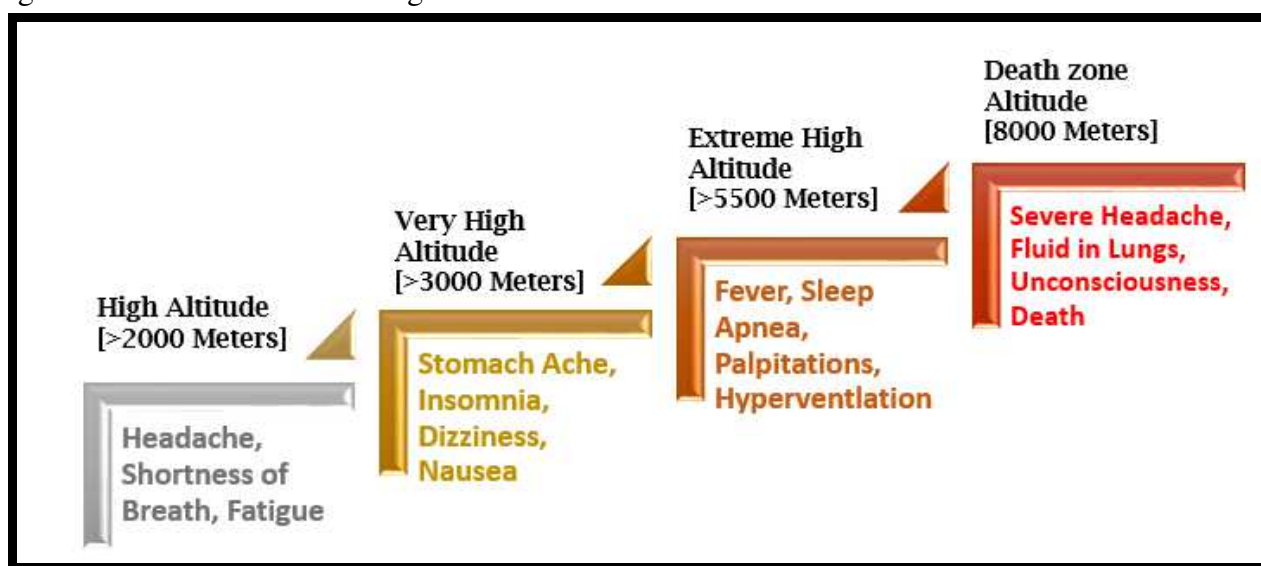 High Altitude
[>2000 Meters]
Headache,
Shortness of
Breath, Fatigue
Very High
Altitude
[>3000 Meters]
Stomach Ache,
Insomnia,
Dizziness,
Nausea
Extreme High
Altitude
[>5500 Meters]
Fever, Sleep
Apnea,
Palpitations,
Hyperventlation
Death zone
Altitude
[8000 Meters]
Severe Headache,
Fluid in Lungs,
Unconsciousness,
Death